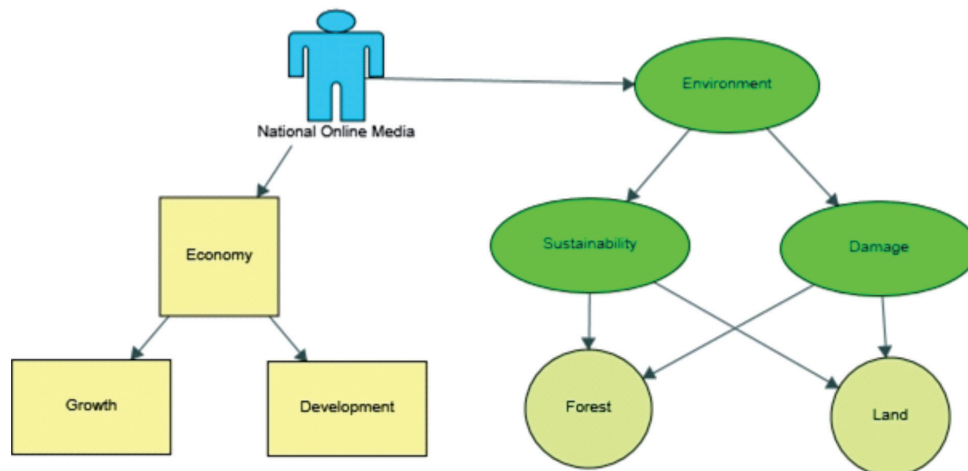 National Online Media
Environment
Economy
Sustainability
Damage
Growth
Development
Forest
Land